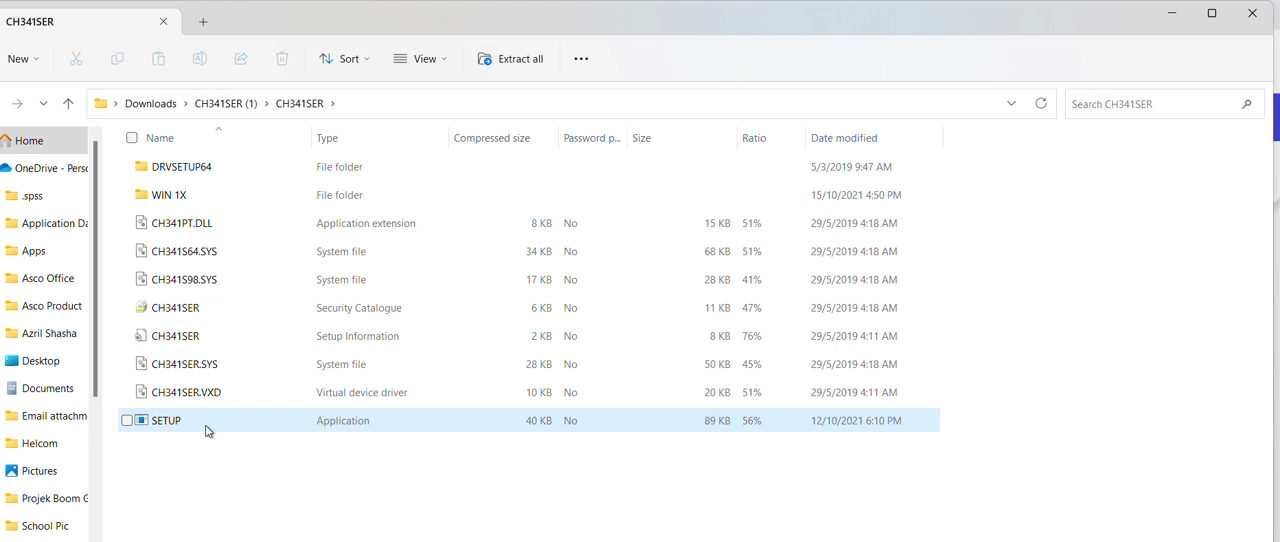 CH341SER
New
Sort
View
Extract all
Downloads > CH341SER (1) > CH341SER >
Search CH341SER
Name Type Compressed size Password p... Size Ratio Date modified
DRVSETUP64 File folder 5/3/2019 9:47 AM
WIN 1X File folder 15/10/2021 4:50 PM
CH341PT.DLL Application extension 8 KB No 15 KB 51% 29/5/2019 4:18 AM
CH341S64.SYS System file 34 KB No 68 KB 51% 29/5/2019 4:18 AM
CH341S98.SYS System file 17 KB No 28 KB 41% 29/5/2019 4:18 AM
CH341SER Security Catalogue 6 KB No 11 KB 47% 29/5/2019 4:18 AM
CH341SER Setup Information 2 KB No 8 KB 76% 29/5/2019 4:11 AM
CH341SER.SYS System file 28 KB No 50 KB 45% 29/5/2019 4:18 AM
CH341SER.VXD Virtual device driver 10 KB No 20 KB 51% 29/5/2019 4:11 AM
SETUP Application 40 KB No 89 KB 56% 12/10/2021 6:10 PM
Home
OneDrive - Perso
.spss
Application Da
Apps
Asco Office
Asco Product
Azril Shasha
Desktop
Documents
Email attachm
Helcom
Pictures
Projek Boom G
School Pic